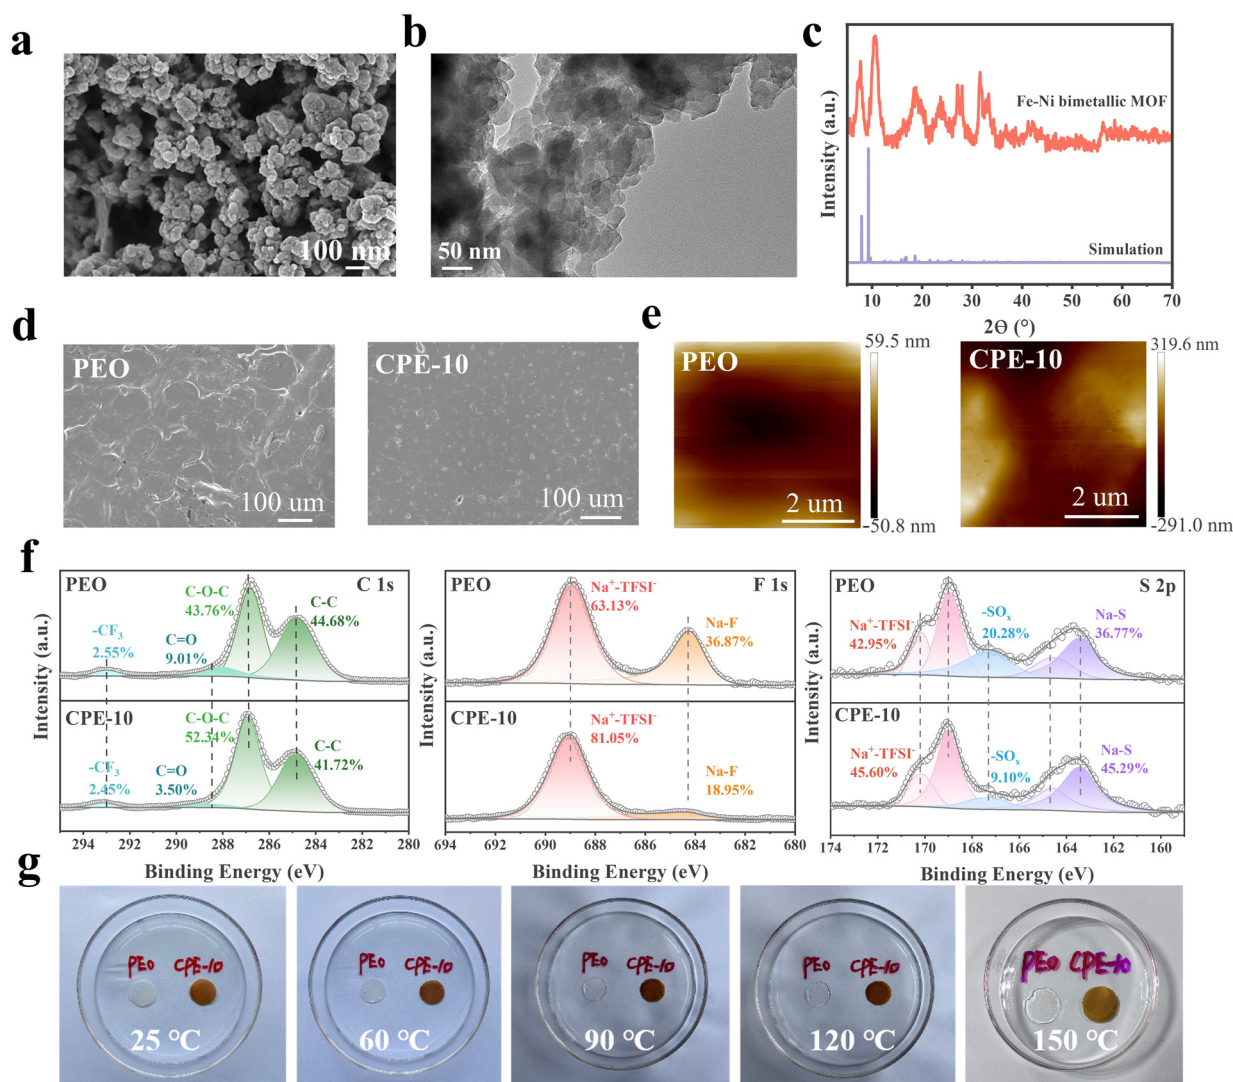 a
100 nm
b
50 nm
c
Intensity (a.u.)
Fe-Ni bimetallic MOF
Simulation
10 20 30 40 50 60 70
2Θ (°)
d
PEO
100 um
CPE-10
100 um
e
PEO
2 um
59.5 nm
-50.8 nm
CPE-10
2 um
319.6 nm
-291.0 nm
f
Intensity (a.u.)
PEO
C 1s
-CF3
2.55%
C=O
9.01%
C-O-C
43.76%
C-C
44.68%
CPE-10
-CF3
2.45%
C=O
3.50%
C-O-C
52.34%
C-C
41.72%
294 292 290 288 286 284 282 280
Binding Energy (eV)
Intensity (a.u.)
PEO
F 1s
Na+-TFSI-
63.13%
Na-F
36.87%
CPE-10
Na+-TFSI-
81.05%
Na-F
18.95%
694 692 690 688 686 684 682 680
Binding Energy (eV)
Intensity (a.u.)
PEO
S 2p
Na+-TFSI-
42.95%
-SOx
20.28%
Na-S
36.77%
CPE-10
Na+-TFSI-
45.60%
-SOx
9.10%
Na-S
45.29%
174 172 170 168 166 164 162 160
Binding Energy (eV)
g
PEO CPE-10
25 °C
PEO CPE-10
60 °C
PEO CPE-10
90 °C
PEO CPE-10
120 °C
PEO CPE-10
150 °C